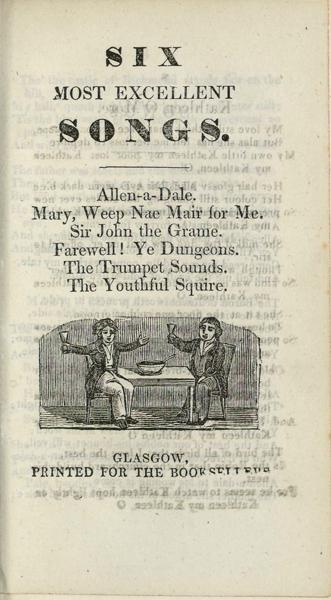 SIX
MOST EXCELLENT
SONGS.
Allen-a-Dale.
Mary, Weep Nae Mair for Me.
Sir John the Grame.
Farewell! Ye Dungeons.
The Trumpet Sounds.
The Youthful Squire.
GLASGOW,
PRINTED FOR THE BOOKSELLERS